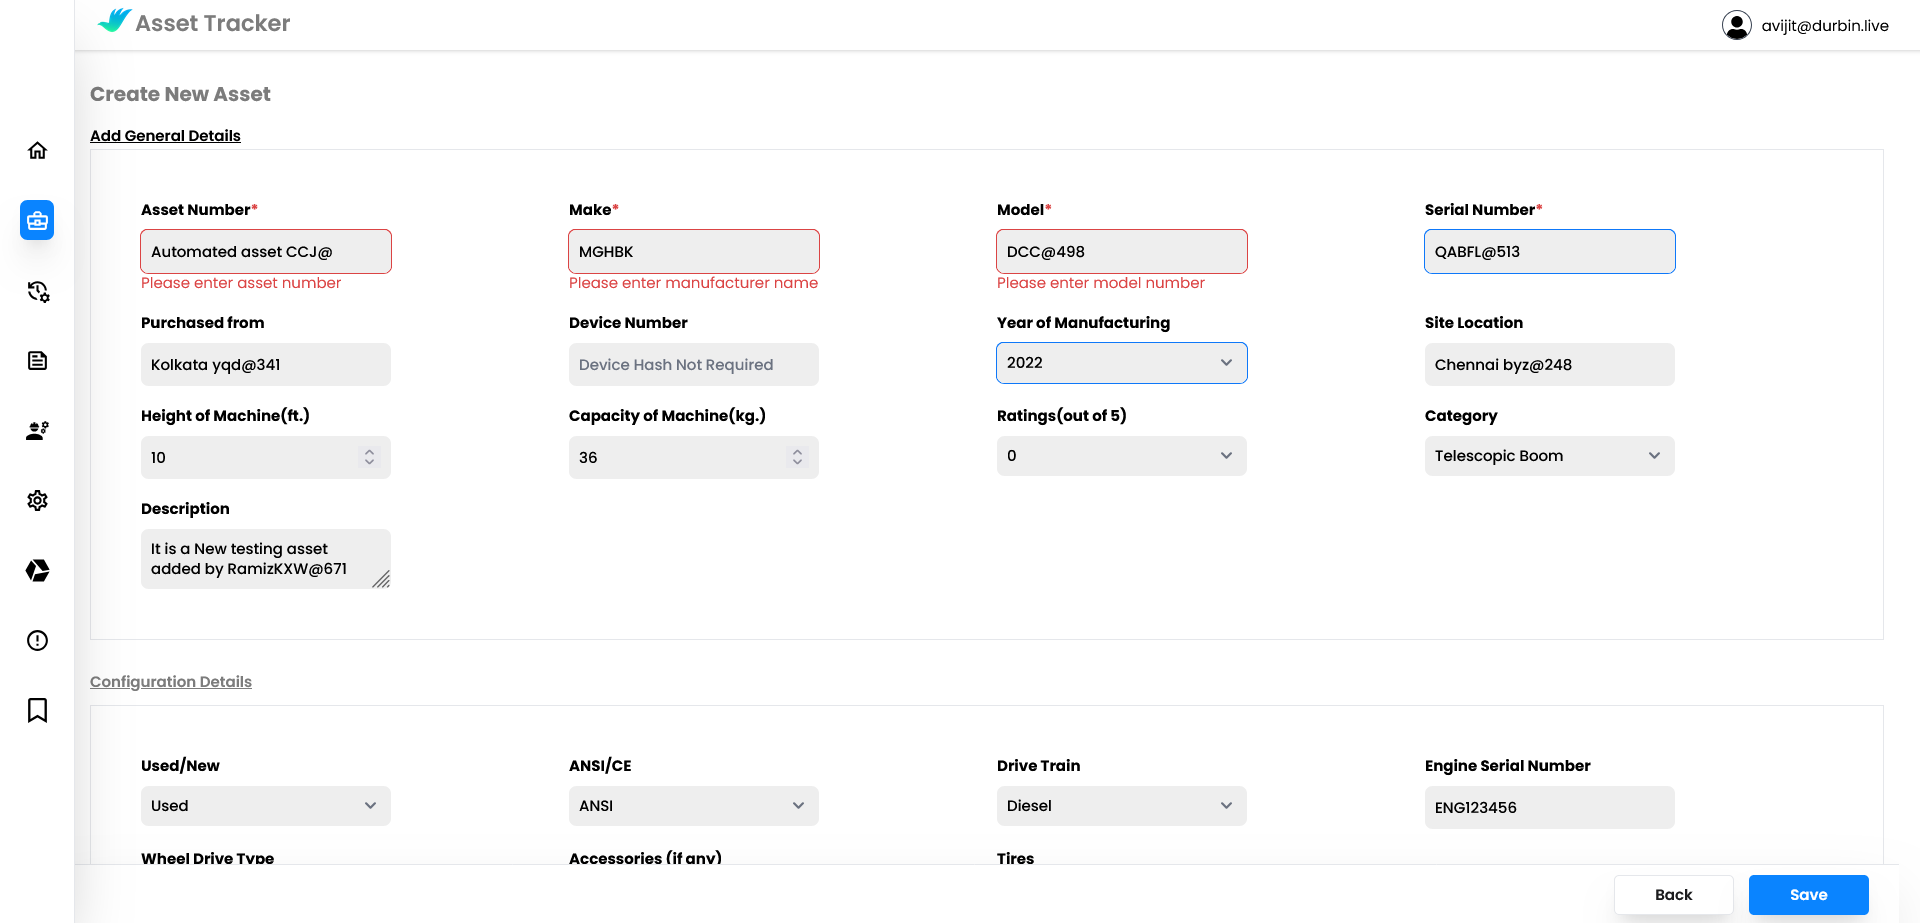 Asset Tracker
avijit@durbin.live
Create New Asset
Add General Details
Asset Number*
Make*
Model*
Serial Number*
Automated asset CCJ@
MGHBK
DCC@498
QABFL@513
Please enter asset number
Please enter manufacturer name
Please enter model number
Purchased from
Device Number
Year of Manufacturing
Site Location
Kolkata yqd@341
Device Hash Not Required
2022
Chennai byz@248
Height of Machine(ft.)
Capacity of Machine(kg.)
Ratings(out of 5)
Category
10
36
0
Telescopic Boom
Description
It is a New testing asset
added by RamizKXW@671
Configuration Details
Used/New
ANSI/CE
Drive Train
Engine Serial Number
Used
ANSI
Diesel
ENG123456
Wheel Drive Type
Accessories (if any)
Tires
Back
Save